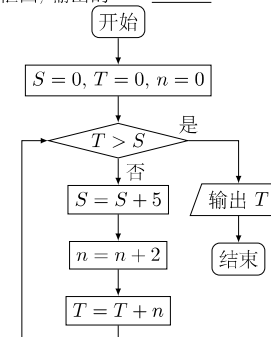 开始
S = 0, T = 0, n = 0
T > S
是
否
S = S + 5
输出 T
n = n + 2
结束
T = T + n